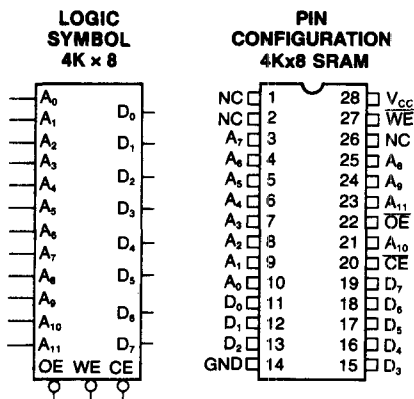 LOGIC
SYMBOL
4K × 8
A₀
A₁
A₂
A₃
A₄
A₅
A₆
A₇
A₈
A₉
A₁₀
A₁₁
D₀
D₁
D₂
D₃
D₄
D₅
D₆
D₇
OE WE CE
PIN
CONFIGURATION
4Kx8 SRAM
NC 1 28 V_CC
NC 2 27 W̅E̅
A₇ 3 26 NC
A₆ 4 25 A₈
A₅ 5 24 A₉
A₄ 6 23 A₁₁
A₃ 7 22 O̅E̅
A₂ 8 21 A₁₀
A₁ 9 20 C̅E̅
A₀ 10 19 D₇
D₀ 11 18 D₆
D₁ 12 17 D₅
D₂ 13 16 D₄
GND 14 15 D₃